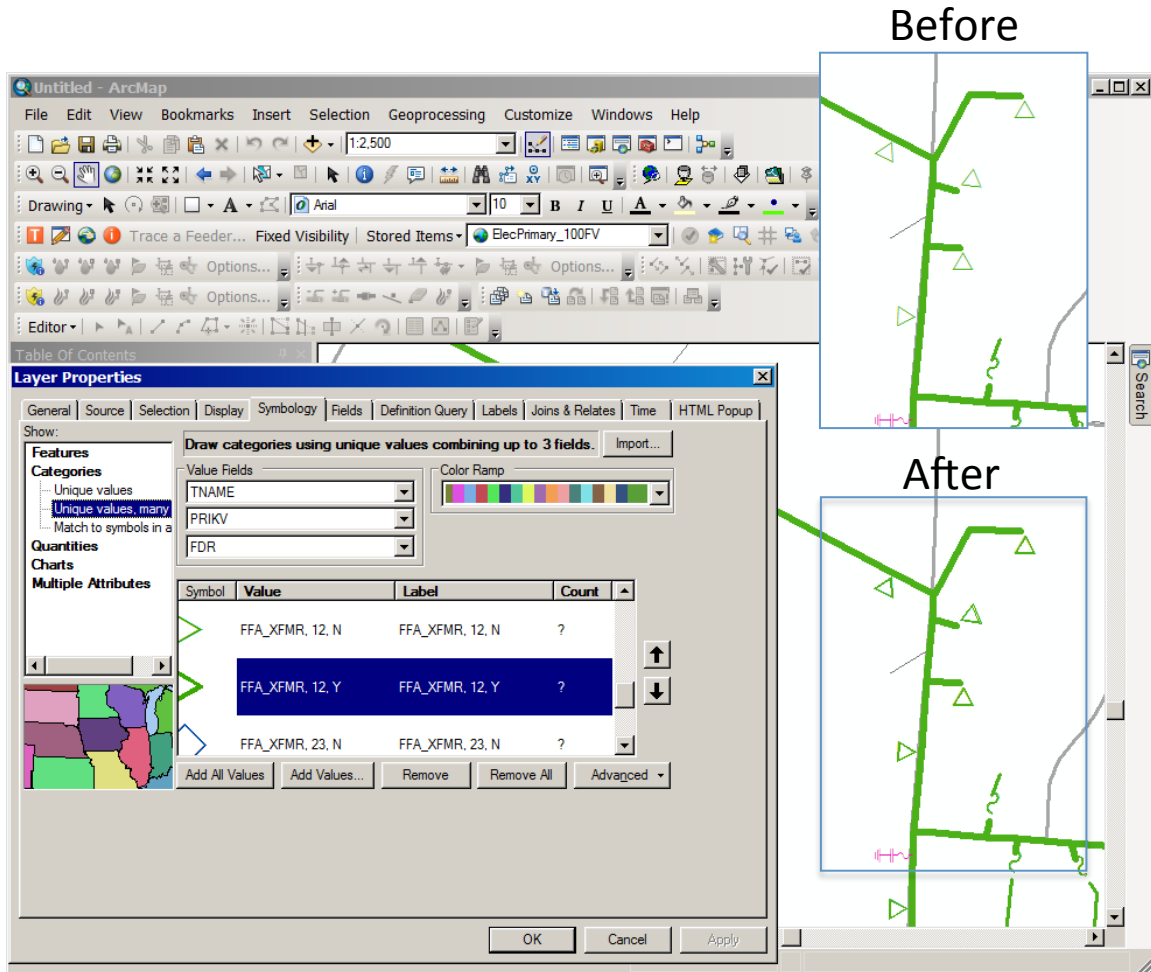 Before
Untitled - ArcMap
File Edit View Bookmarks Insert Selection Geoprocessing Customize Windows Help
1:2,500
Drawing Arial 10 B I U A
Trace a Feeder... Fixed Visibility Stored Items ElecPrimary_100FV
Options... Options...
Options...
Editor
Table Of Contents
Search
Layer Properties
General Source Selection Display Symbology Fields Definition Query Labels Joins & Relates Time HTML Popup
Show:
Features
Categories
Unique values
Unique values, many
Match to symbols in a
Quantities
Charts
Multiple Attributes
Draw categories using unique values combining up to 3 fields.
Import...
Value Fields
TNAME
PRIKV
FDR
Color Ramp
Symbol Value Label Count
FFA_XFMR, 12, N FFA_XFMR, 12, N ?
FFA_XFMR, 12, Y FFA_XFMR, 12, Y ?
FFA_XFMR, 23, N FFA_XFMR, 23, N ?
Add All Values Add Values... Remove Remove All Advanced
OK Cancel Apply
After